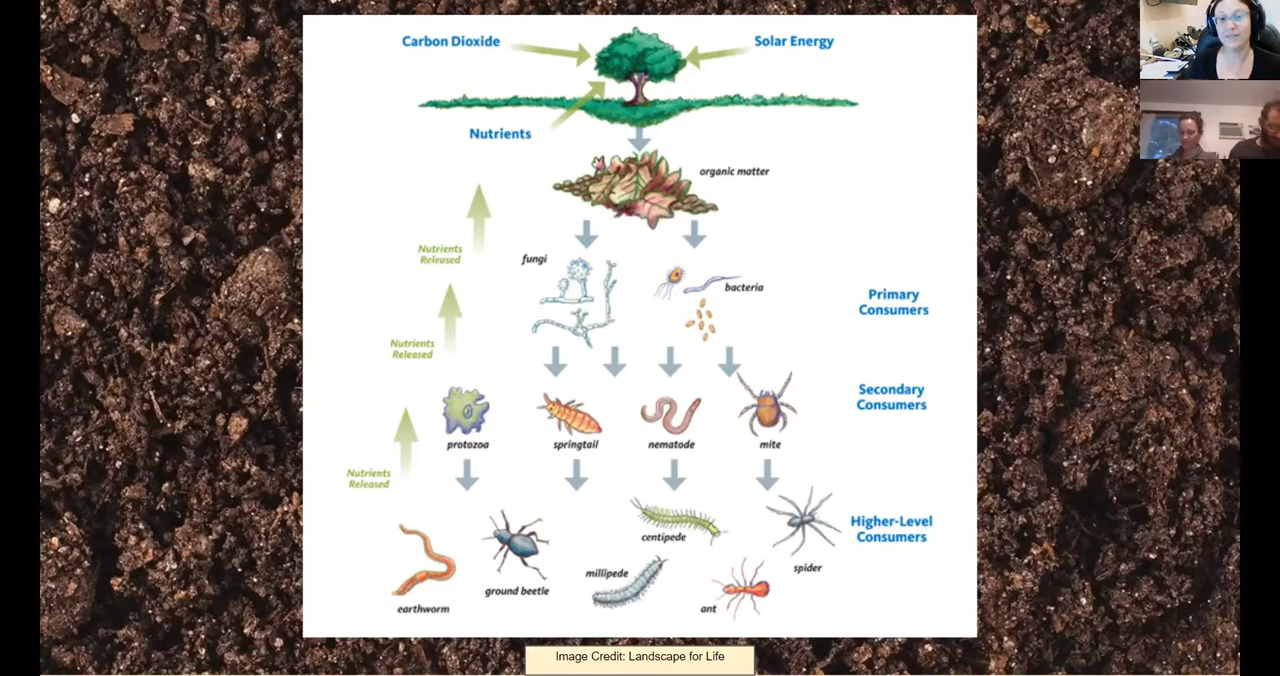 Carbon Dioxide
Solar Energy
Nutrients
organic matter
Nutrients
Released
fungi
bacteria
Primary
Consumers
Nutrients
Released
Secondary
Consumers
protozoa
springtail
nematode
mite
Nutrients
Released
Higher-Level
Consumers
centipede
spider
millipede
ground beetle
earthworm
ant
Image Credit: Landscape for Life